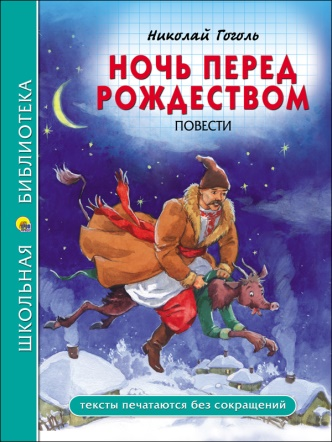 Николай Гоголь
НОЧЬ ПЕРЕД
РОЖДЕСТВОМ
ПОВЕСТИ
ШКОЛЬНАЯ БИБЛИОТЕКА
тексты печатаются без сокращений